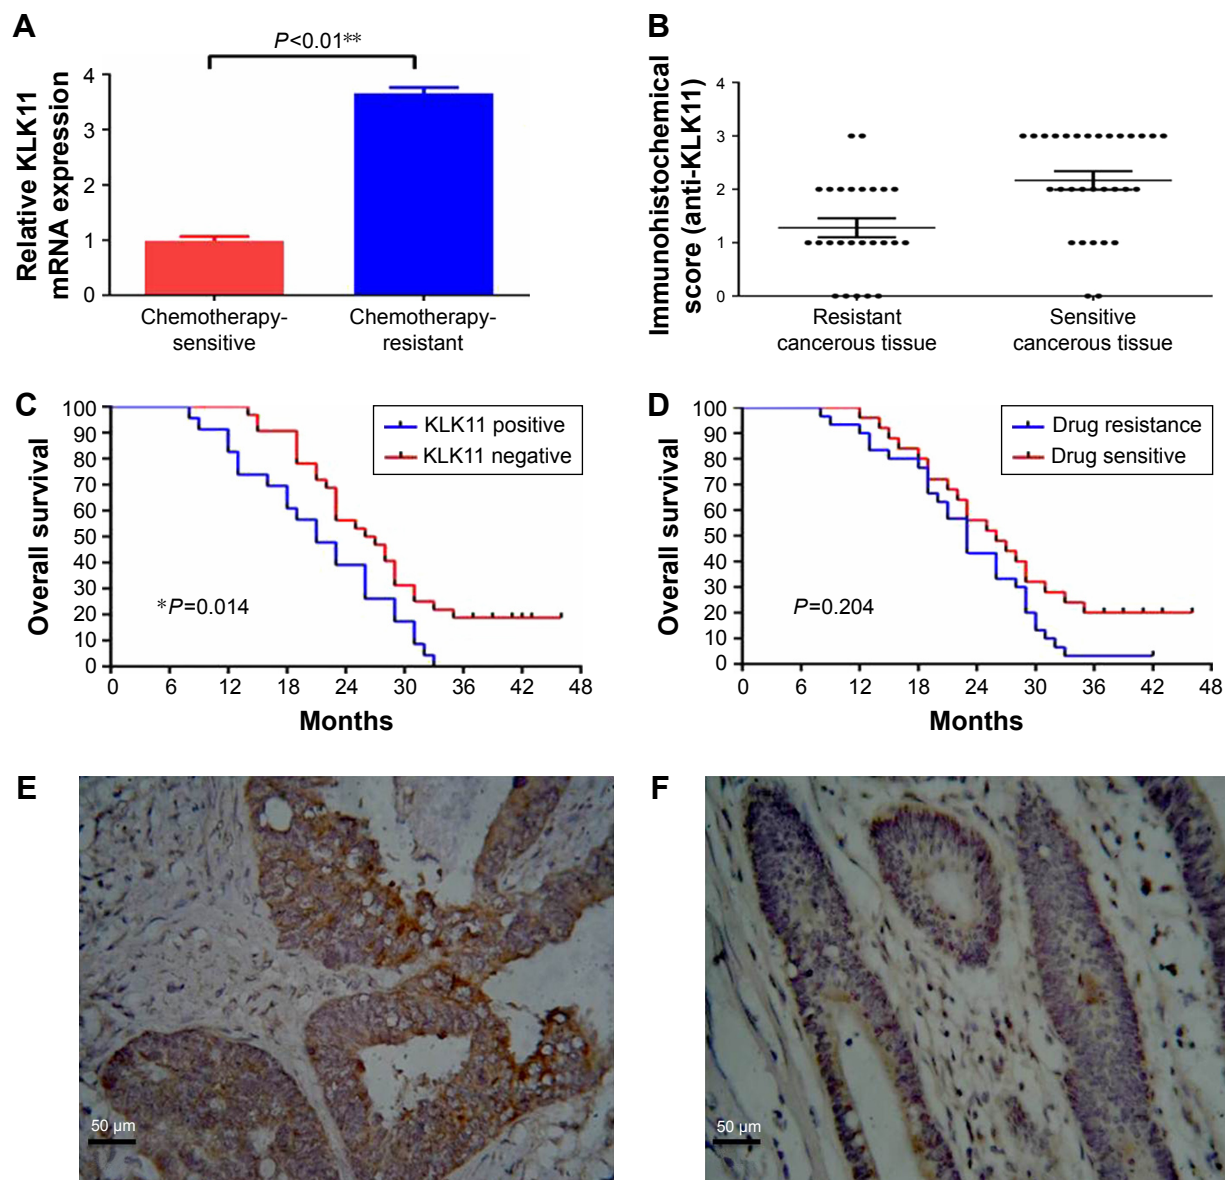 A
P<0.01**
Relative KLK11
mRNA expression
4
3
2
1
0
Chemotherapy-
sensitive
Chemotherapy-
resistant
B
Immunohistochemical
score (anti-KLK11)
4
3
2
1
0
Resistant
cancerous tissue
Sensitive
cancerous tissue
C
Overall survival
100
90
80
70
60
50
40
30
20
10
0
KLK11 positive
KLK11 negative
*P=0.014
0 6 12 18 24 30 36 42 48
Months
D
Overall survival
100
90
80
70
60
50
40
30
20
10
0
Drug resistance
Drug sensitive
P=0.204
0 6 12 18 24 30 36 42 48
Months
E
50 µm
F
50 µm